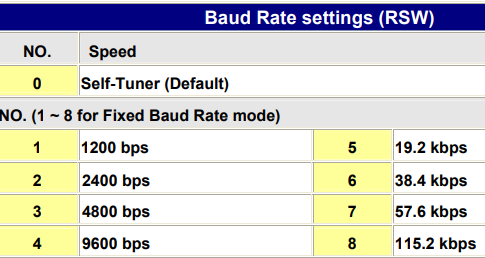 Baud Rate settings (RSW)
NO. Speed
0 Self-Tuner (Default)
NO. (1 ~ 8 for Fixed Baud Rate mode)
1 1200 bps 5 19.2 kbps
2 2400 bps 6 38.4 kbps
3 4800 bps 7 57.6 kbps
4 9600 bps 8 115.2 kbps